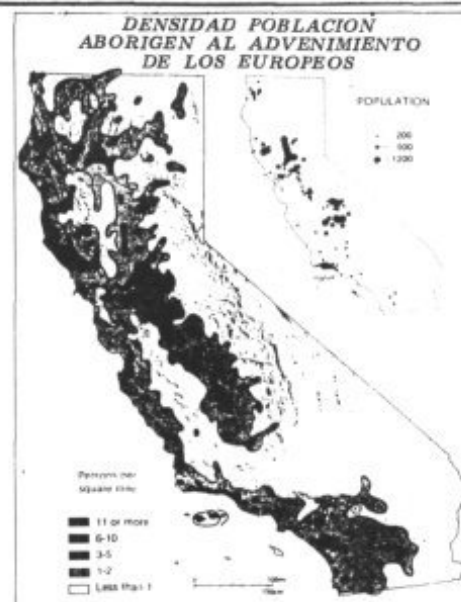 DENSIDAD POBLACION
ABORIGEN AL ADVENIMIENTO
DE LOS EUROPEOS
POPULATION
200
1200
Persons per
square mile
11 or more
6-10
3-5
1-2
Less than 1